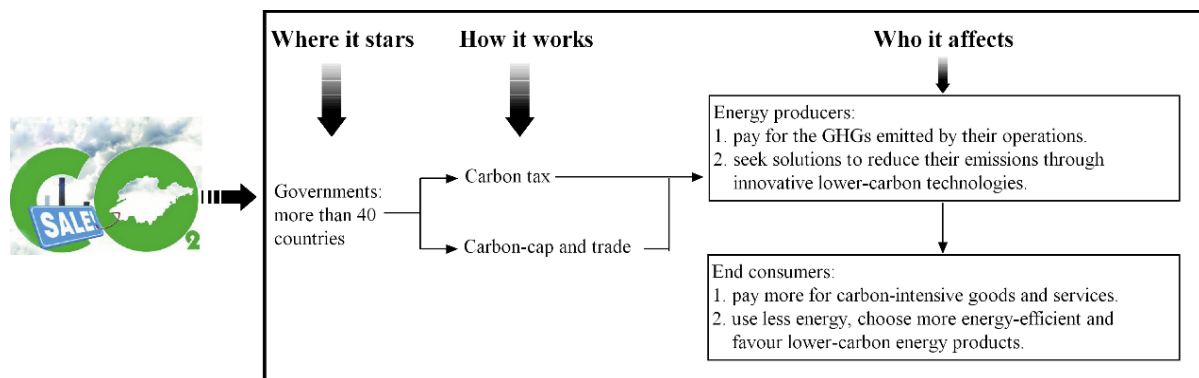 Where it stars
How it works
Who it affects
CO2
SALE!
Governments:
more than 40
countries
Carbon tax
Carbon-cap and trade
Energy producers:
1. pay for the GHGs emitted by their operations.
2. seek solutions to reduce their emissions through
innovative lower-carbon technologies.
End consumers:
1. pay more for carbon-intensive goods and services.
2. use less energy, choose more energy-efficient and
favour lower-carbon energy products.